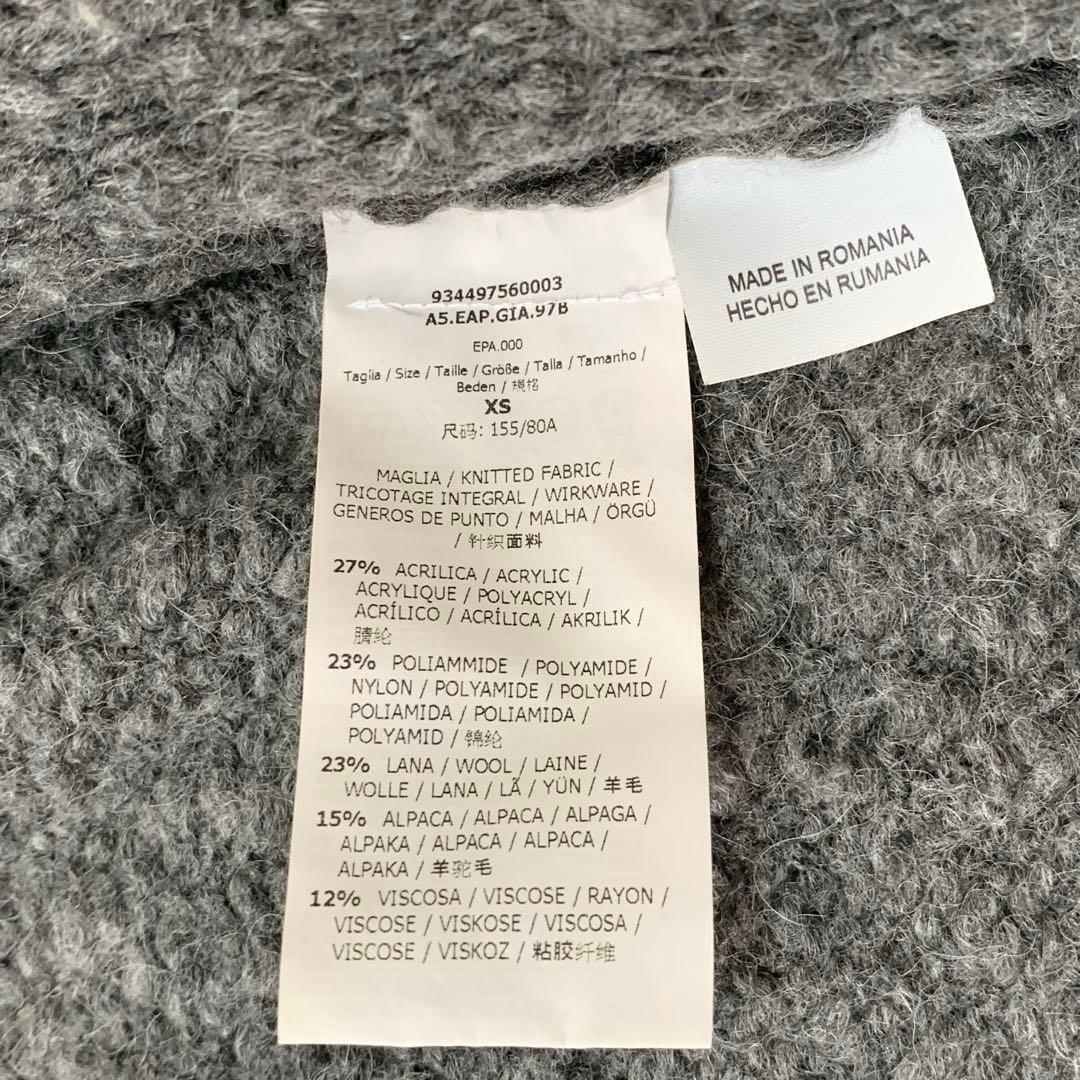 934497560003
A5.EAP.GIA.97B
EPA.000
Taglia / Size / Taille / Größe / Talla / Tamanho /
Beden / 規格
XS
尺码: 155/80A
MAGLIA / KNITTED FABRIC /
TRICOTAGE INTEGRAL / WIRKWARE /
GENEROS DE PUNTO / MALHA / ÖRGÜ
/ 针织面料
27% ACRILICA / ACRYLIC /
ACRYLIQUE / POLYACRYL /
ACRÍLICO / ACRÍLICA / AKRILIK /
腈纶
23% POLIAMMIDE / POLYAMIDE /
NYLON / POLYAMIDE / POLYAMID /
POLIAMIDA / POLIAMIDA /
POLYAMID / 锦纶
23% LANA / WOOL / LAINE /
WOLLE / LANA / LÃ / YÜN / 羊毛
15% ALPACA / ALPACA / ALPAGA /
ALPAKA / ALPACA / ALPACA /
ALPAKA / 羊驼毛
12% VISCOSA / VISCOSE / RAYON /
VISCOSE / VISKOSE / VISCOSA /
VISCOSE / VISKOZ / 粘胶纤维
MADE IN ROMANIA
HECHO EN RUMANIA